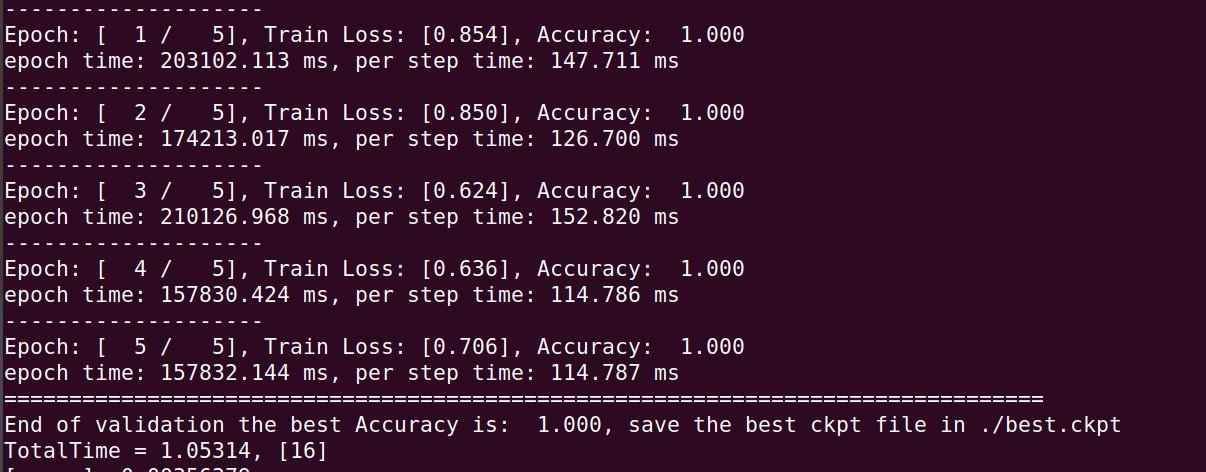 --------------------
Epoch: [  1 /   5], Train Loss: [0.854], Accuracy:  1.000
epoch time: 203102.113 ms, per step time: 147.711 ms
--------------------
Epoch: [  2 /   5], Train Loss: [0.850], Accuracy:  1.000
epoch time: 174213.017 ms, per step time: 126.700 ms
--------------------
Epoch: [  3 /   5], Train Loss: [0.624], Accuracy:  1.000
epoch time: 210126.968 ms, per step time: 152.820 ms
--------------------
Epoch: [  4 /   5], Train Loss: [0.636], Accuracy:  1.000
epoch time: 157830.424 ms, per step time: 114.786 ms
--------------------
Epoch: [  5 /   5], Train Loss: [0.706], Accuracy:  1.000
epoch time: 157832.144 ms, per step time: 114.787 ms
================================================================================
End of validation the best Accuracy is:  1.000, save the best ckpt file in ./best.ckpt
TotalTime = 1.05314, [16]